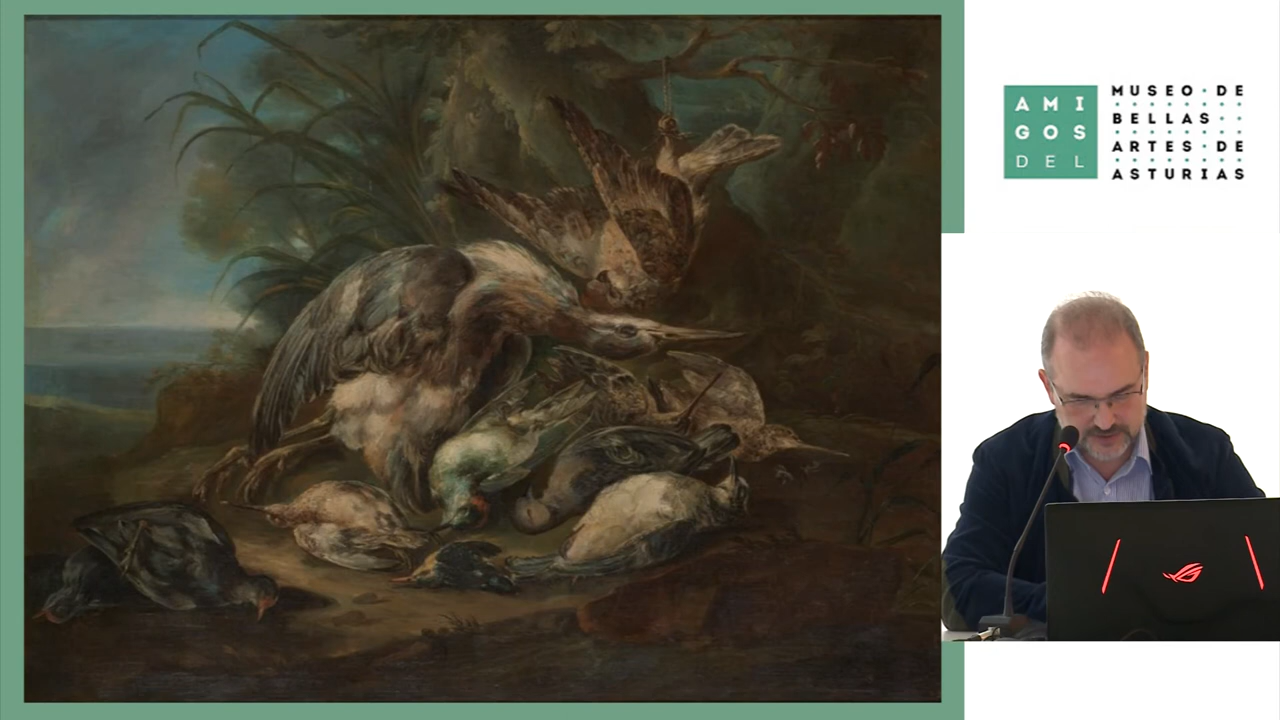 AMI
GOS
DEL
MUSEO·DE
BELLAS·
ARTES·DE
ASTURIAS